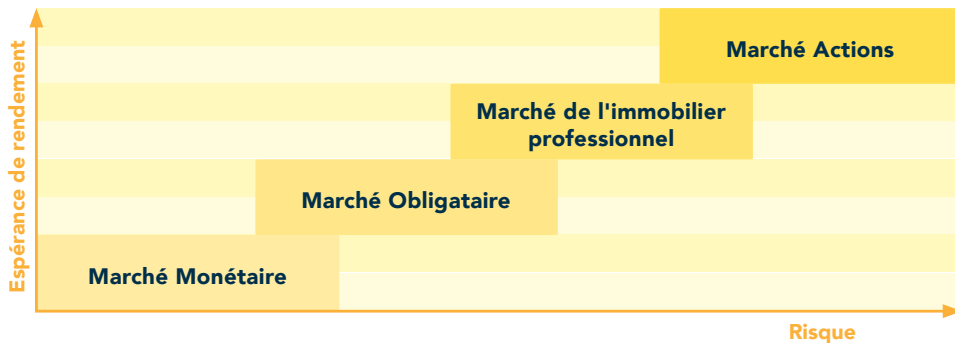 Espérance de rendement
Marché Actions
Marché de l'immobilier
professionnel
Marché Obligataire
Marché Monétaire
Risque